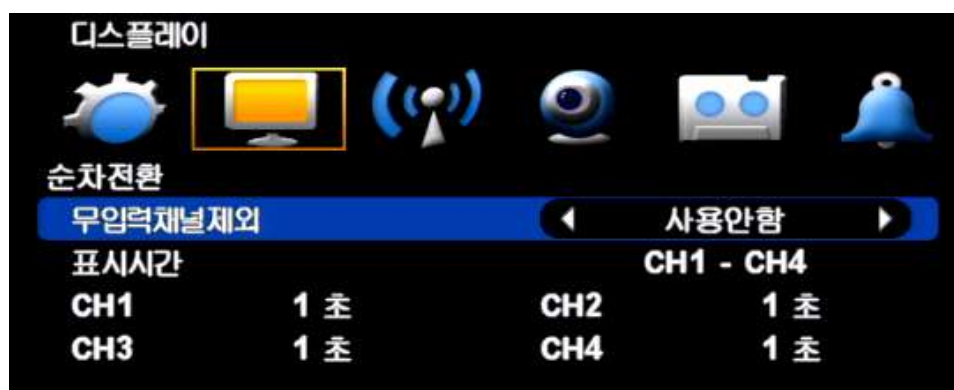 디스플레이
순차전환
무입력채널제외 사용안함
표시시간 CH1 - CH4
CH1 1 초 CH2 1 초
CH3 1 초 CH4 1 초